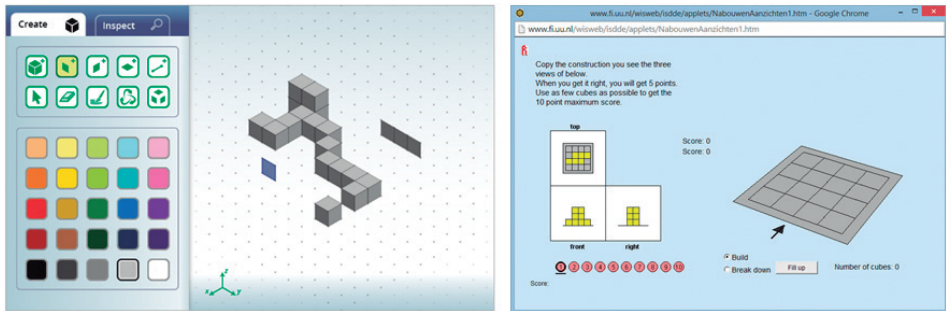 Create
Inspect
z
x
y
www.fi.uu.nl/wisweb/isdde/applets/NabouwenAanzichten1.htm - Google Chrome
www.fi.uu.nl/wisweb/isdde/applets/NabouwenAanzichten1.htm
Copy the construction you see the three
views of below.
When you get it right, you will get 5 points.
Use as few cubes as possible to get the
10 point maximum score.
top
Score: 0
Score: 0
front
right
1 2 3 4 5 6 7 8 9 10
Score:
Build
Break down
Fill up
Number of cubes: 0